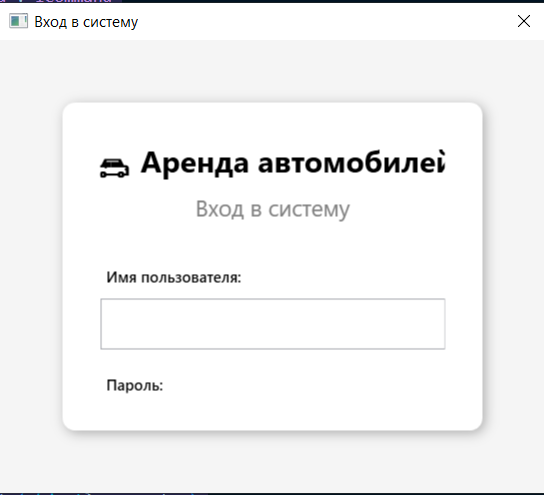 Вход в систему
Аренда автомобилей
Вход в систему
Имя пользователя:
Пароль: